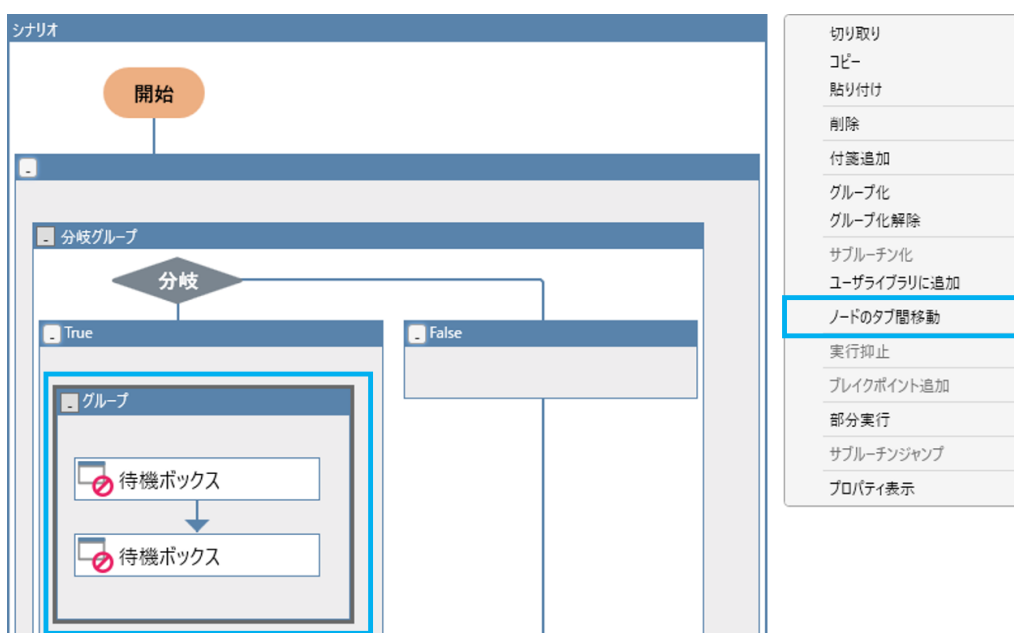 シナリオ
開始
分岐グループ
分岐
True
False
グループ
待機ボックス
待機ボックス
切り取り
コピー
貼り付け
削除
付箋追加
グループ化
グループ化解除
サブルーチン化
ユーザライブラリに追加
ノードのタブ間移動
実行抑止
ブレイクポイント追加
部分実行
サブルーチンジャンプ
プロパティ表示